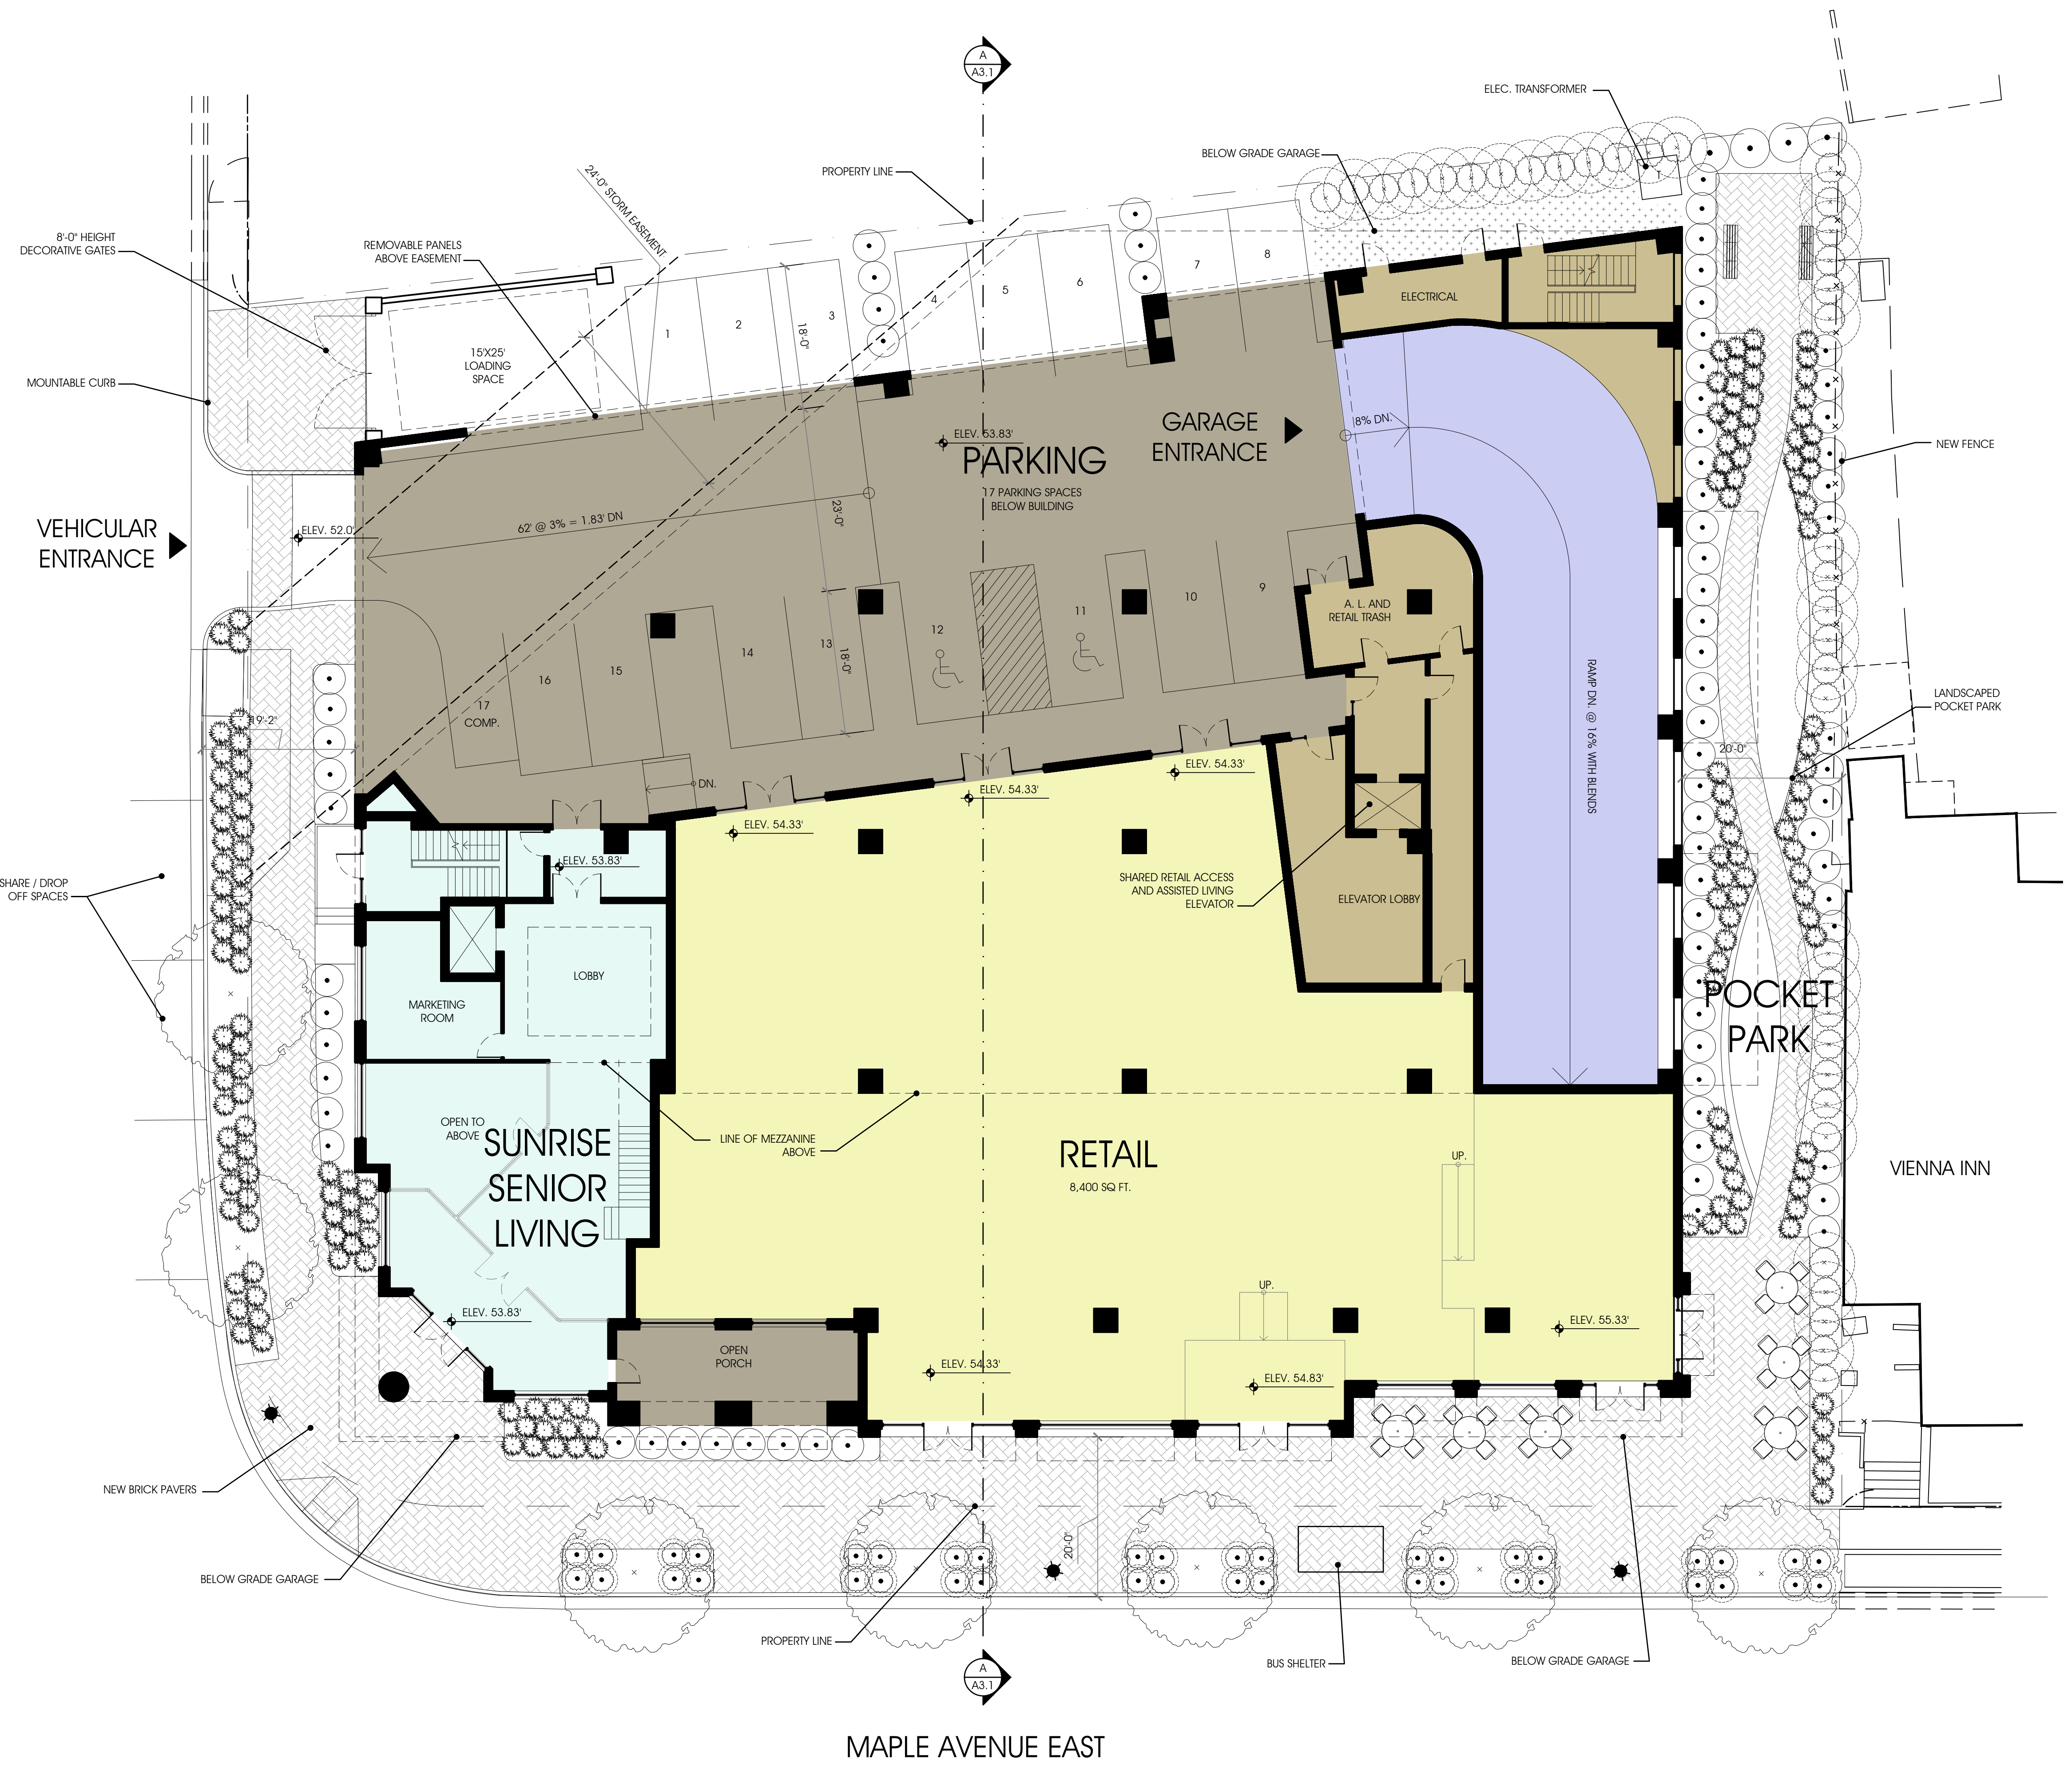 A
A3.1
ELEC. TRANSFORMER
BELOW GRADE GARAGE
PROPERTY LINE
24'-0" STORM EASEMENT
T
8'-0" HEIGHT
DECORATIVE GATES
REMOVABLE PANELS
ABOVE EASEMENT
MOUNTABLE CURB
15'X25'
LOADING
SPACE
1
2
3
4
5
6
7
8
18'-0"
ELECTRICAL
GARAGE
ENTRANCE
8% DN.
ELEV. 53.83'
PARKING
17 PARKING SPACES
BELOW BUILDING
NEW FENCE
VEHICULAR
ENTRANCE
ELEV. 52.0'
62' @ 3% = 1.83' DN
23'-0"
18'-0"
9
10
11
12
13
14
15
16
17
COMP.
A. L. AND
RETAIL TRASH
RAMP DN. @ 16% WITH BLENDS
LANDSCAPED
POCKET PARK
19'-2"
20'-0"
DN.
ELEV. 54.33'
ELEV. 54.33'
ELEV. 54.33'
ELEV. 53.83'
SHARE / DROP
OFF SPACES
SHARED RETAIL ACCESS
AND ASSISTED LIVING
ELEVATOR
ELEVATOR LOBBY
LOBBY
MARKETING
ROOM
POCKET
PARK
OPEN TO
ABOVE
SUNRISE
SENIOR
LIVING
LINE OF MEZZANINE
ABOVE
RETAIL
8,400 SQ FT.
UP.
UP.
VIENNA INN
ELEV. 53.83'
OPEN
PORCH
ELEV. 54.33'
ELEV. 54.83'
ELEV. 55.33'
NEW BRICK PAVERS
BELOW GRADE GARAGE
20'-0"
PROPERTY LINE
BUS SHELTER
BELOW GRADE GARAGE
A
A3.1
MAPLE AVENUE EAST